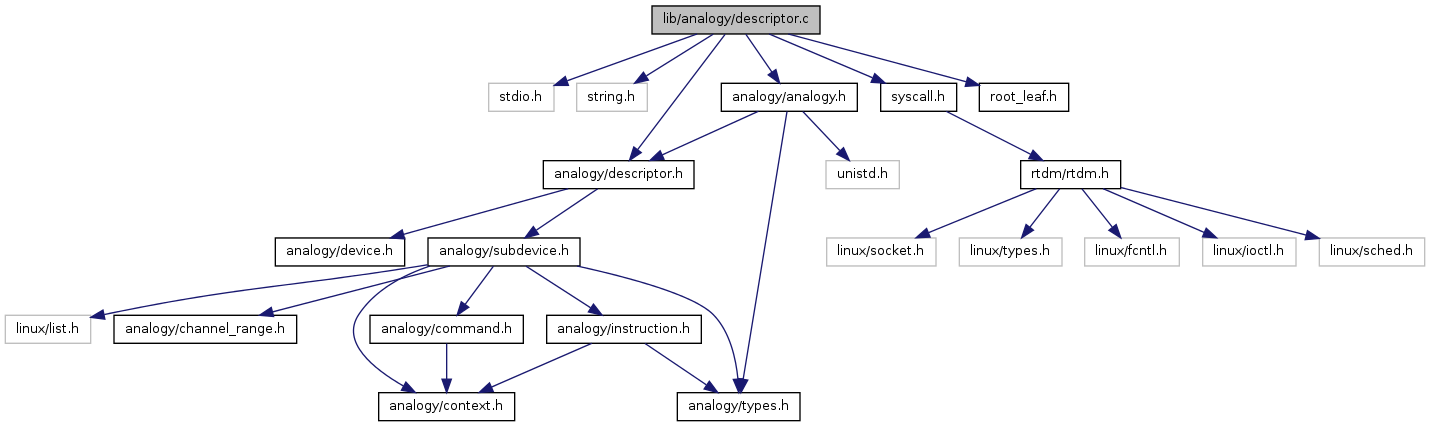 lib/analogy/descriptor.c
stdio.h
string.h
analogy/analogy.h
syscall.h
root_leaf.h
analogy/descriptor.h
unistd.h
rtdm/rtdm.h
analogy/device.h
analogy/subdevice.h
linux/socket.h
linux/types.h
linux/fcntl.h
linux/ioctl.h
linux/sched.h
linux/list.h
analogy/channel_range.h
analogy/command.h
analogy/instruction.h
analogy/context.h
analogy/types.h